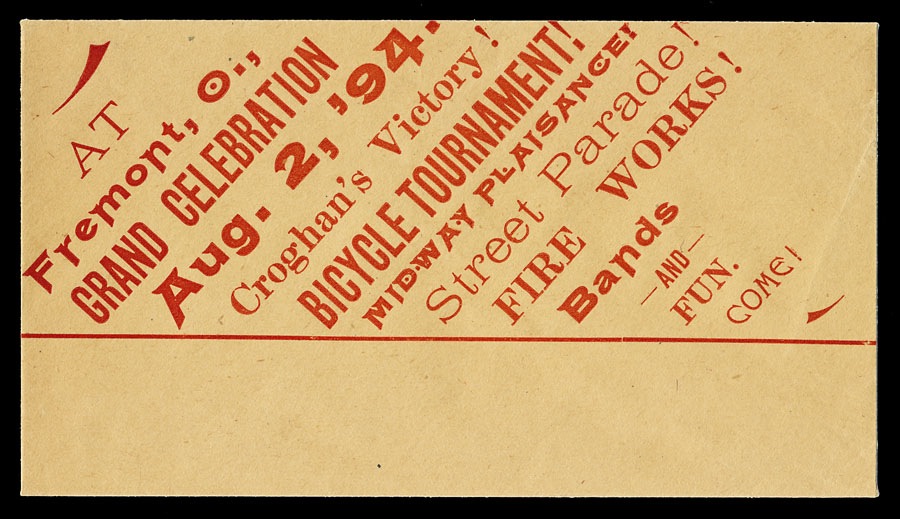 AT
Fremont, O.,
GRAND CELEBRATION
Aug. 2, '94.
Croghan's Victory!
BICYCLE TOURNAMENT!
MIDWAY PLAISANCE!
Street Parade!
FIRE WORKS!
Bands
—AND—
FUN.
COME!